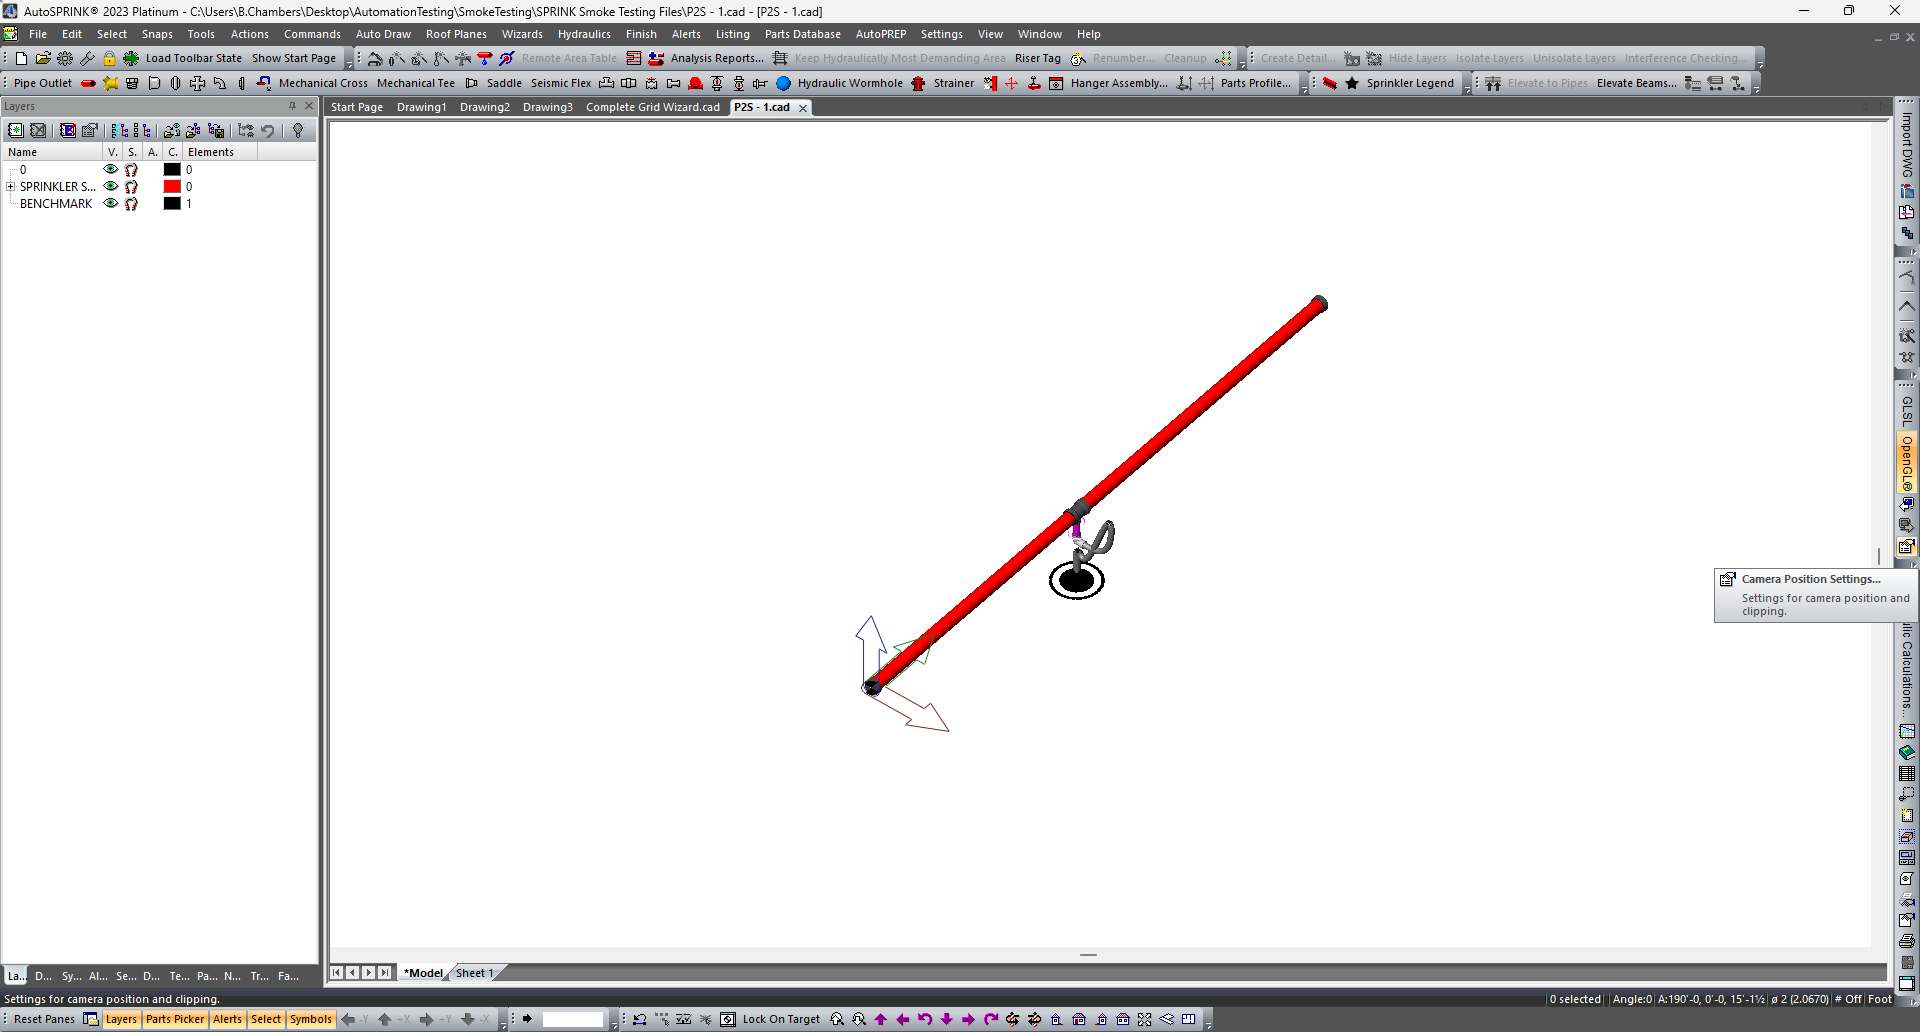 AutoSPRINK® 2023 Platinum - C:\Users\B.Chambers\Desktop\AutomationTesting\SmokeTesting\SPRINK Smoke Testing Files\P2S - 1.cad - [P2S - 1.cad]
File Edit Select Snaps Tools Actions Commands Auto Draw Roof Planes Wizards Hydraulics Finish Alerts Listing Parts Database AutoPREP Settings View Window Help
Load Toolbar State Show Start Page Remote Area Table Analysis Reports... Keep Hydraulically Most Demanding Area Riser Tag Renumber... Cleanup Create Detail... Hide Layers Isolate Layers Unisolate Layers Interference Checking...
Pipe Outlet Mechanical Cross Mechanical Tee Saddle Seismic Flex Hydraulic Wormhole Strainer Hanger Assembly... Parts Profile... Sprinkler Legend Elevate to Pipes Elevate Beams...
Layers
Start Page Drawing1 Drawing2 Drawing3 Complete Grid Wizard.cad P2S - 1.cad
Name V. S. A. C. Elements
0 0
SPRINKLER S... 0
BENCHMARK 1
Import DWG
GLSL
OpenGL®
Camera Position Settings...
Settings for camera position and
clipping.
lic Calculations...
La... D... Sy... Al... Se... D... Te... Pa... N... Tr... Fa...
*Model Sheet 1
Settings for camera position and clipping.
0 selected Angle:0 A:190'-0, 0'-0, 15'-1½ ø 2 (2.0670) # Off Foot
Reset Panes Layers Parts Picker Alerts Select Symbols -Y +X +Y -X Lock On Target